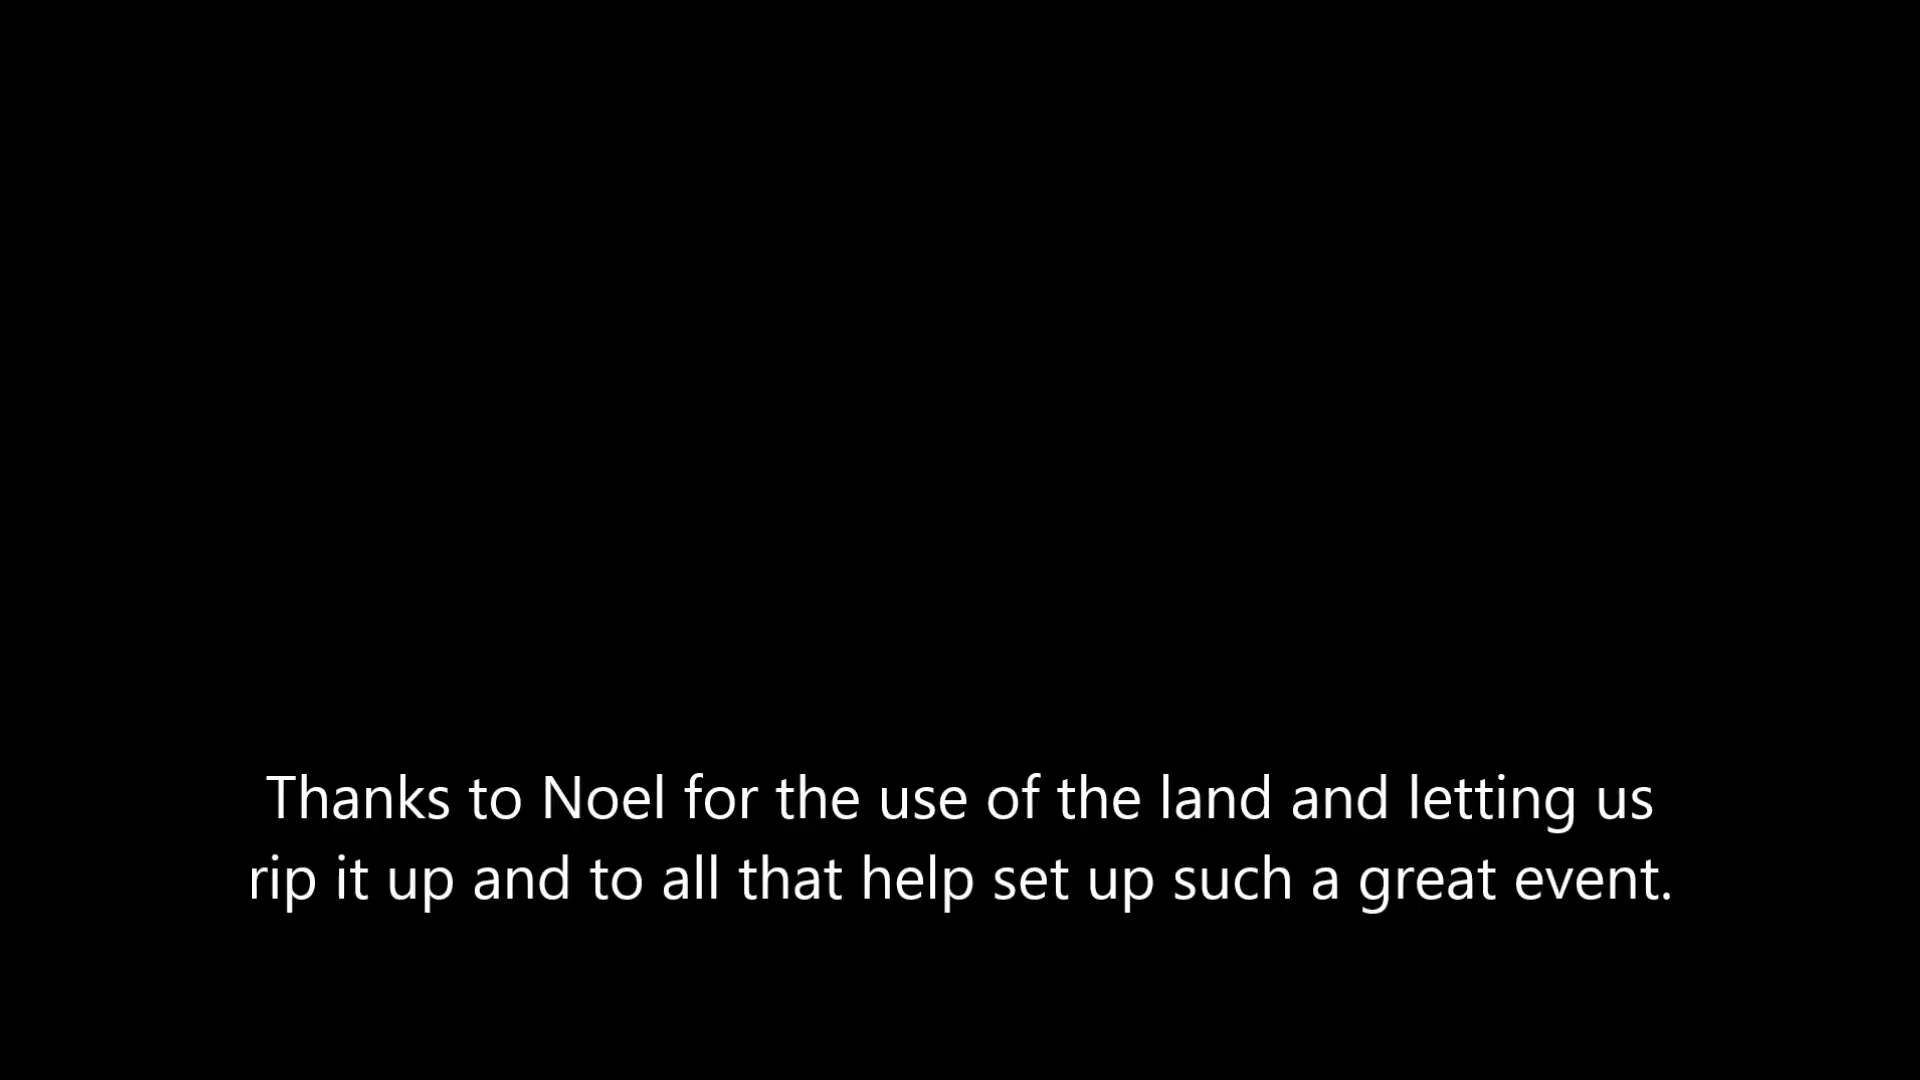 Thanks to Noel for the use of the land and letting us
rip it up and to all that help set up such a great event.